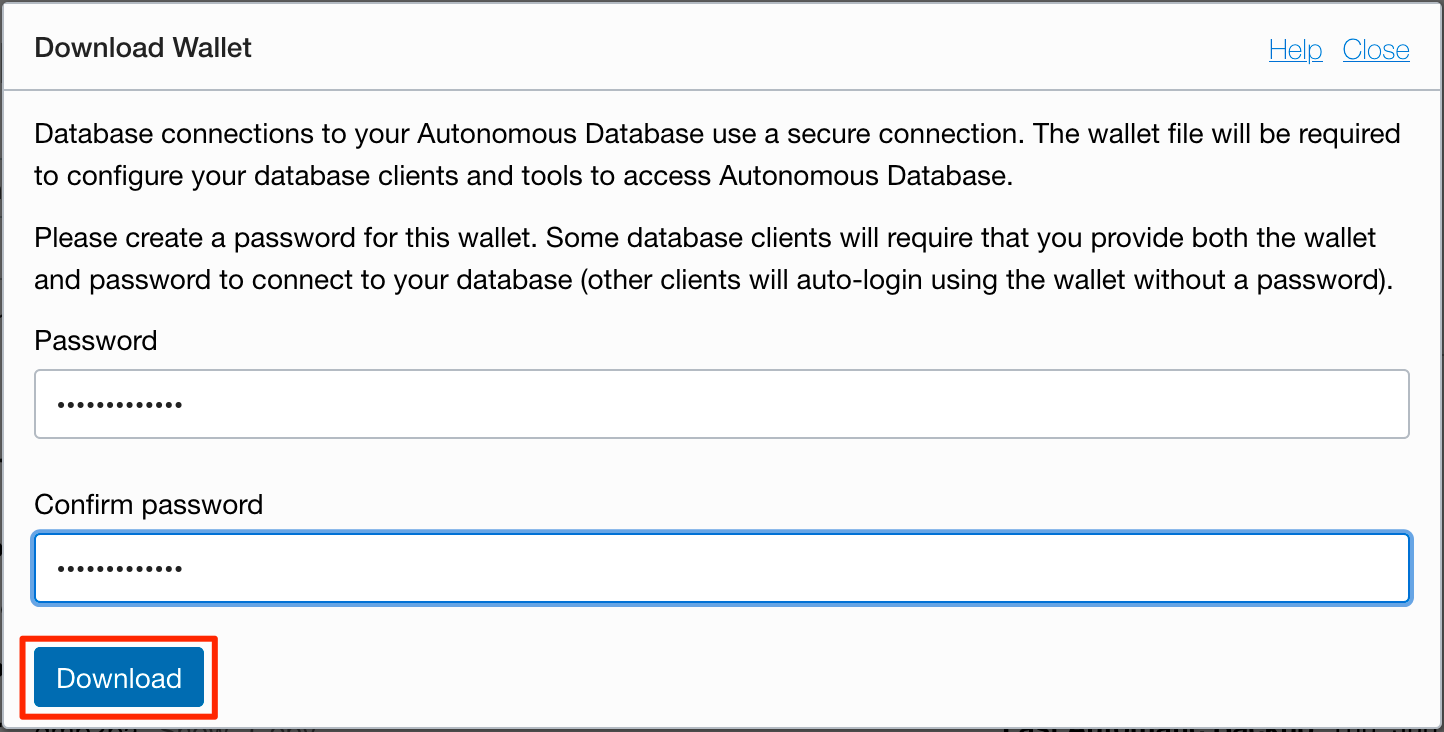 Download Wallet
Help Close
Database connections to your Autonomous Database use a secure connection. The wallet file will be required
to configure your database clients and tools to access Autonomous Database.
Please create a password for this wallet. Some database clients will require that you provide both the wallet
and password to connect to your database (other clients will auto-login using the wallet without a password).
Password
•••••••••••••
Confirm password
•••••••••••••
Download